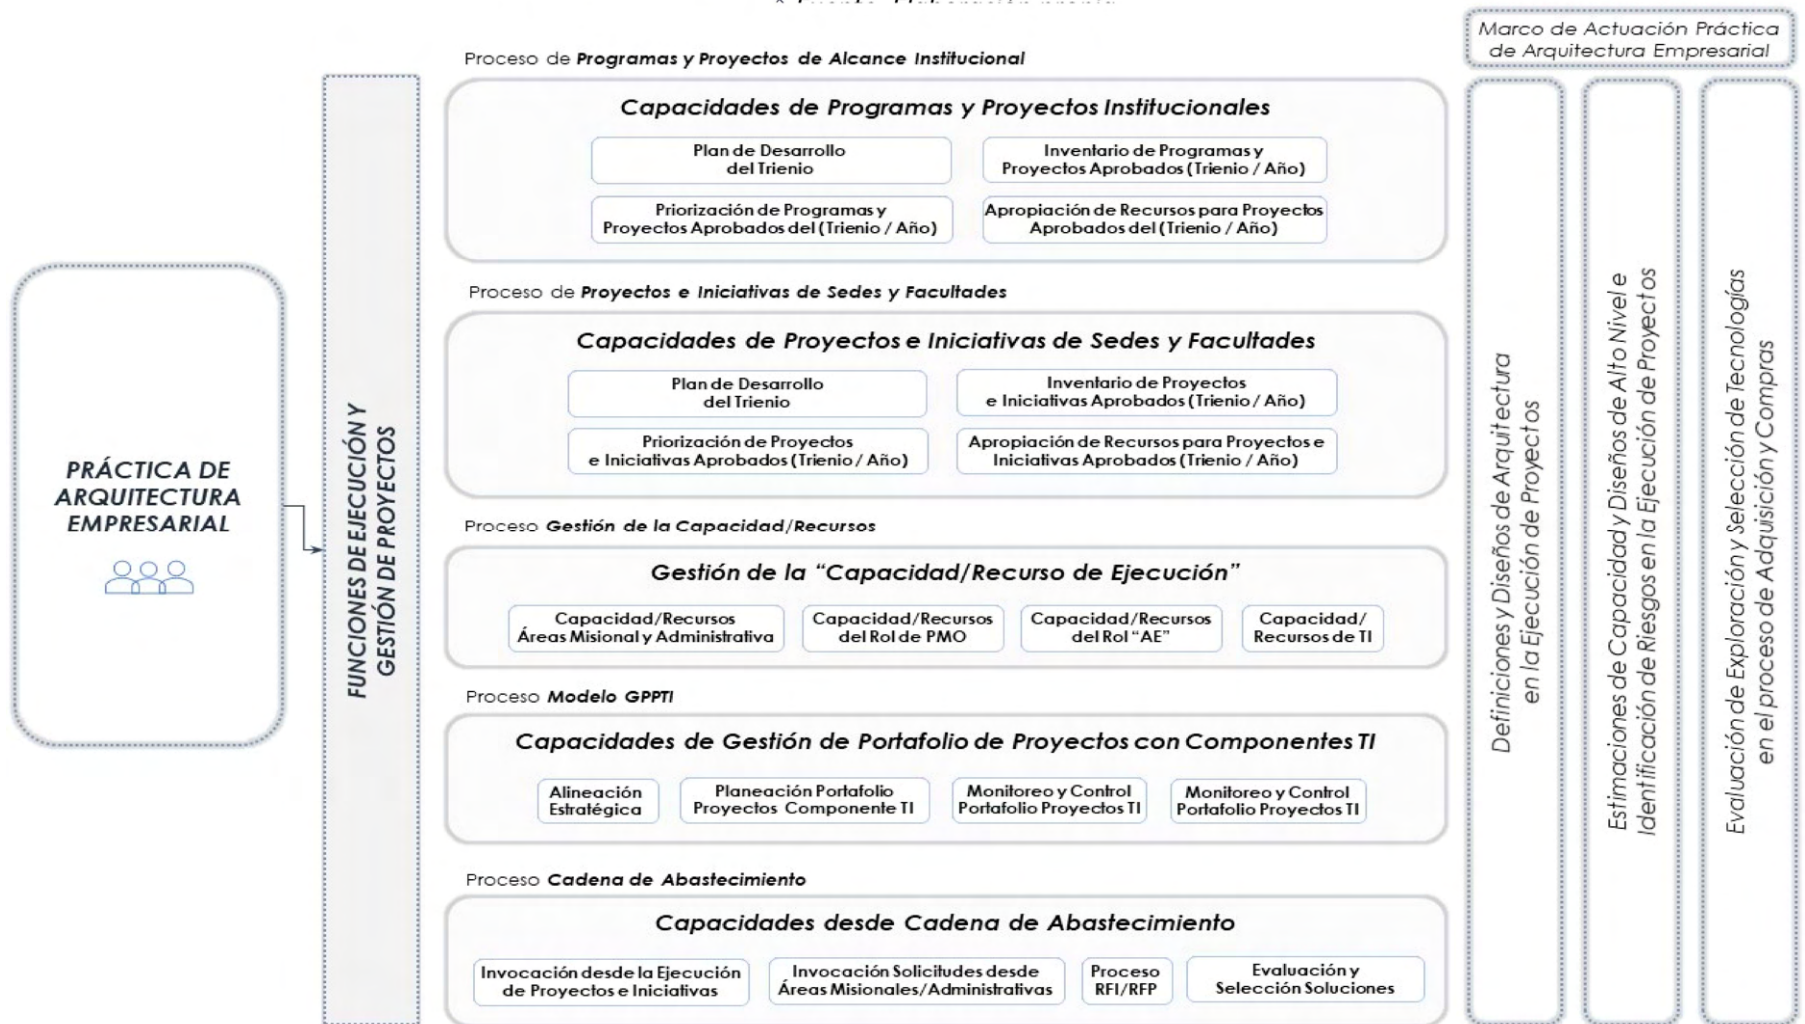 Marco de Actuación Práctica
de Arquitectura Empresarial
PRÁCTICA DE
ARQUITECTURA
EMPRESARIAL
FUNCIONES DE EJECUCIÓN Y
GESTIÓN DE PROYECTOS
Proceso de Programas y Proyectos de Alcance Institucional
Capacidades de Programas y Proyectos Institucionales
Plan de Desarrollo
del Trienio
Inventario de Programas y
Proyectos Aprobados (Trienio / Año)
Priorización de Programas y
Proyectos Aprobados del (Trienio / Año)
Apropiación de Recursos para Proyectos
Aprobados del (Trienio / Año)
Proceso de Proyectos e Iniciativas de Sedes y Facultades
Capacidades de Proyectos e Iniciativas de Sedes y Facultades
Plan de Desarrollo
del Trienio
Inventario de Proyectos
e Iniciativas Aprobados (Trienio / Año)
Priorización de Proyectos
e Iniciativas Aprobados (Trienio / Año)
Apropiación de Recursos para Proyectos e
Iniciativas Aprobados (Trienio / Año)
Proceso Gestión de la Capacidad/Recursos
Gestión de la “Capacidad/Recurso de Ejecución”
Capacidad/Recursos
Áreas Misional y Administrativa
Capacidad/Recursos
del Rol de PMO
Capacidad/Recursos
del Rol “AE”
Capacidad/
Recursos de TI
Proceso Modelo GPPTI
Capacidades de Gestión de Portafolio de Proyectos con Componentes TI
Alineación
Estratégica
Planeación Portafolio
Proyectos Componente TI
Monitoreo y Control
Portafolio Proyectos TI
Monitoreo y Control
Portafolio Proyectos TI
Proceso Cadena de Abastecimiento
Capacidades desde Cadena de Abastecimiento
Invocación desde la Ejecución
de Proyectos e Iniciativas
Invocación Solicitudes desde
Áreas Misionales/Administrativas
Proceso
RFI/RFP
Evaluación y
Selección Soluciones
Definiciones y Diseños de Arquitectura
en la Ejecución de Proyectos
Estimaciones de Capacidad y Diseños de Alto Nivel e
Identificación de Riesgos en la Ejecución de Proyectos
Evaluación de Exploración y Selección de Tecnologías
en el proceso de Adquisición y Compras